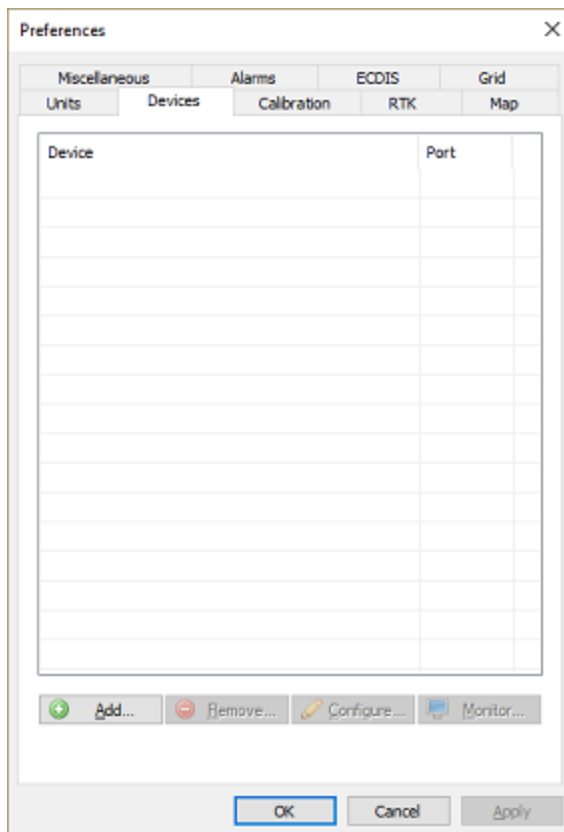 Preferences
Miscellaneous Alarms ECDIS Grid
Units Devices Calibration RTK Map
Device Port
Add... Remove... Configure... Monitor...
OK Cancel Apply